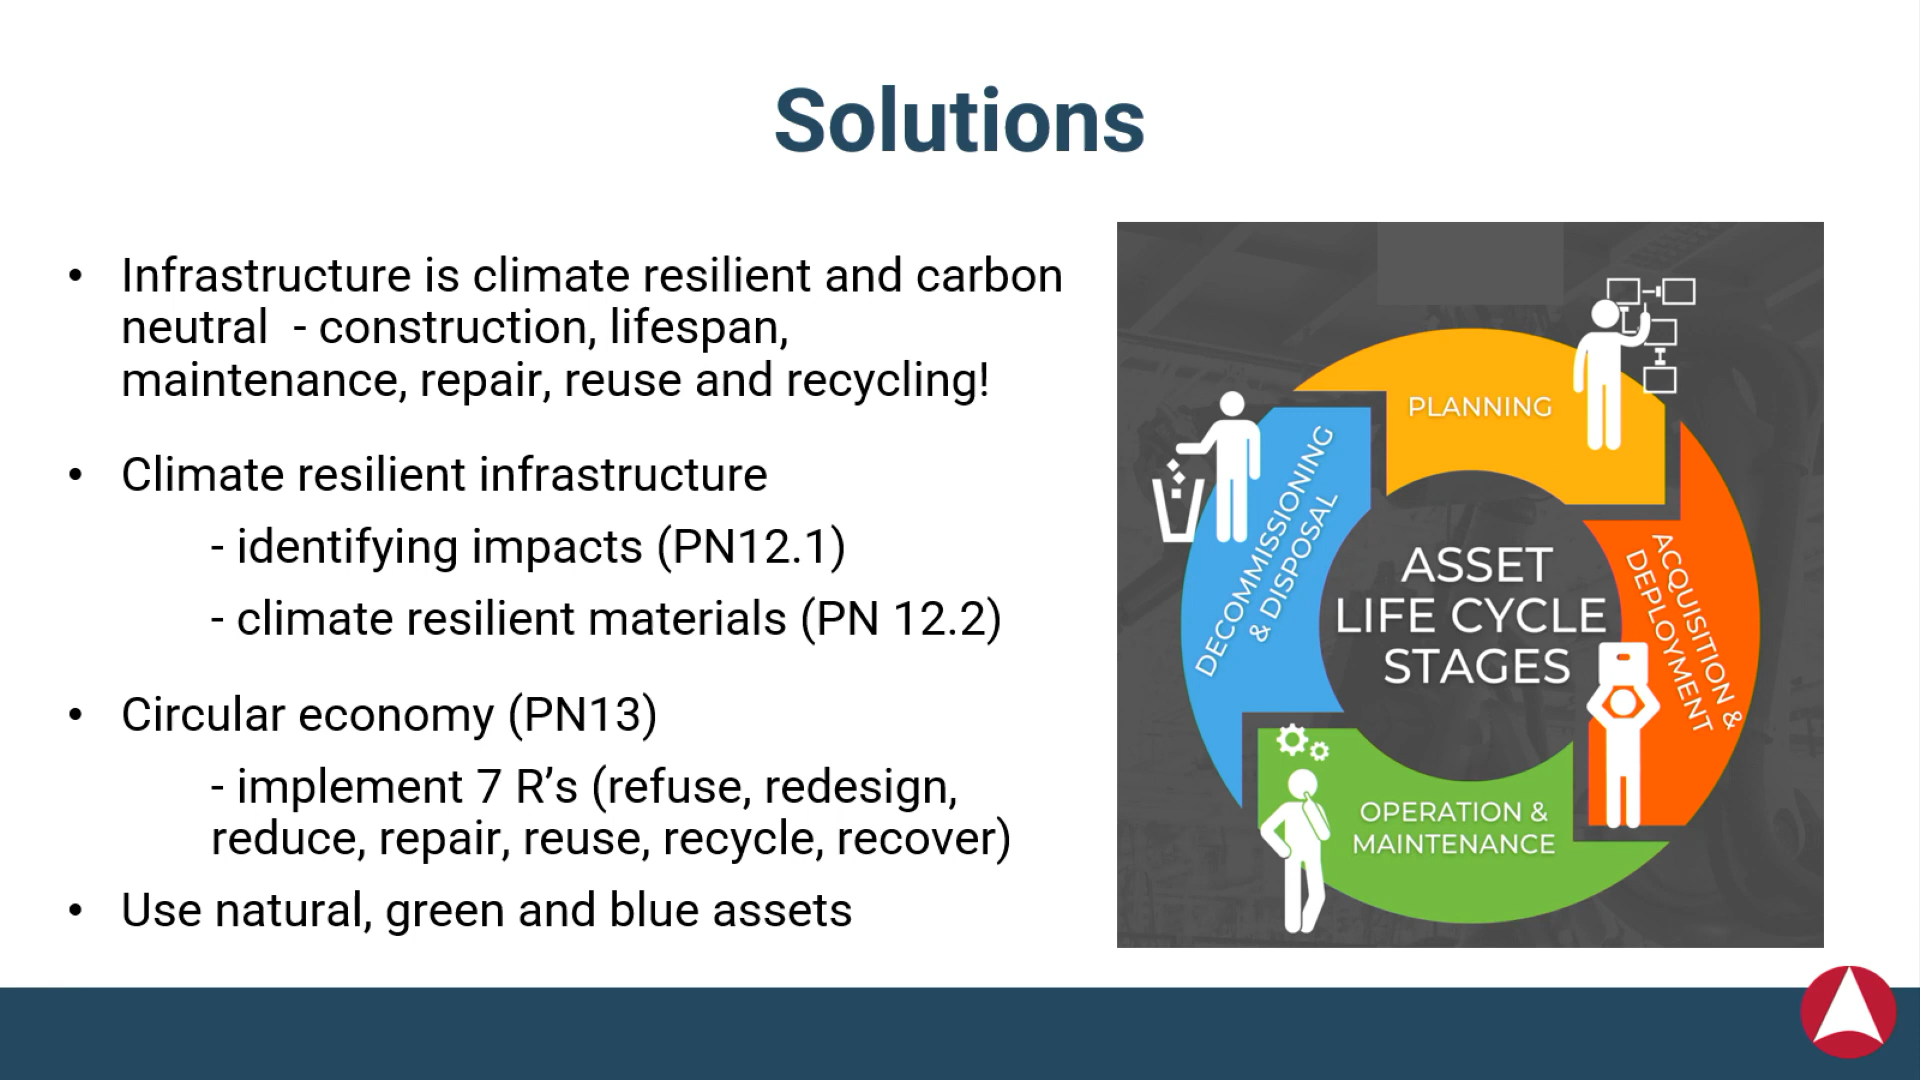 Solutions
• Infrastructure is climate resilient and carbon
neutral  - construction, lifespan,
maintenance, repair, reuse and recycling!
• Climate resilient infrastructure
- identifying impacts (PN12.1)
- climate resilient materials (PN 12.2)
• Circular economy (PN13)
- implement 7 R’s (refuse, redesign,
reduce, repair, reuse, recycle, recover)
• Use natural, green and blue assets
PLANNING
ACQUISITION &
DEPLOYMENT
OPERATION &
MAINTENANCE
DECOMMISSIONING
& DISPOSAL
ASSET
LIFE CYCLE
STAGES